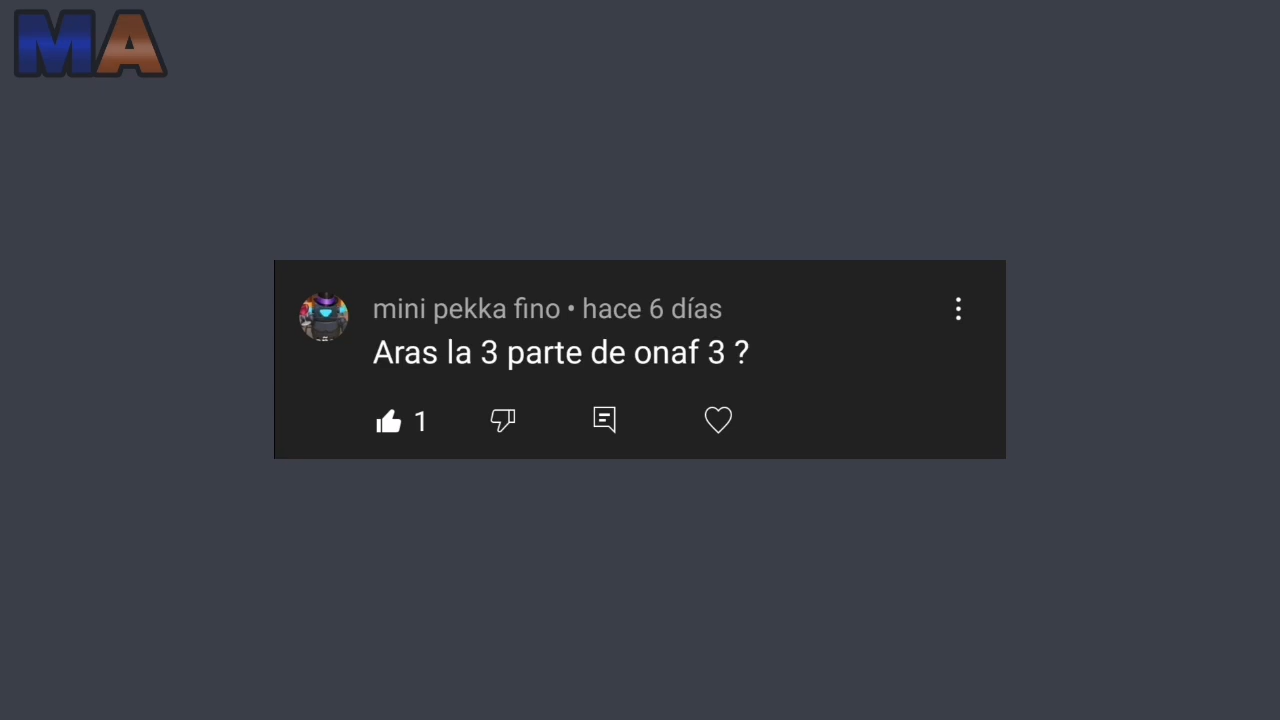 MA
mini pekka fino • hace 6 días
Aras la 3 parte de onaf 3 ?
1